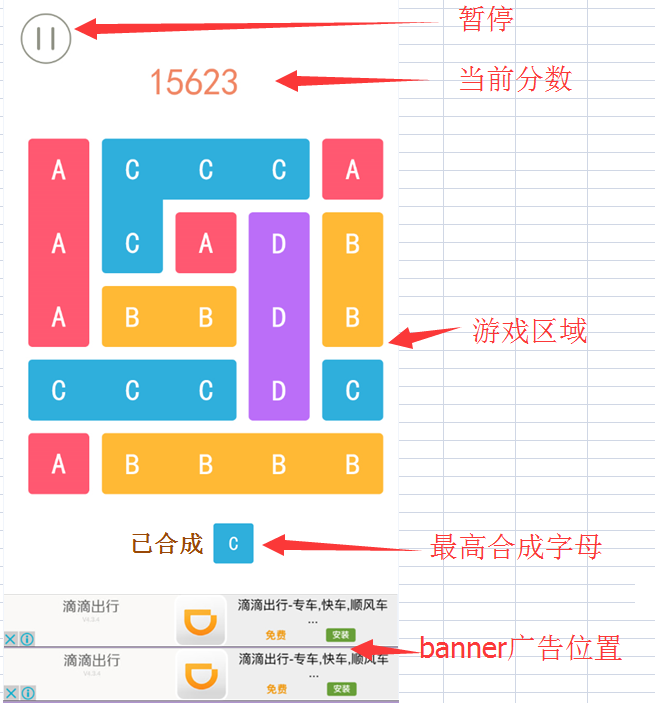 暂停
15623
当前分数
A C C C A
C A D B
A
A B B D B
游戏区域
C C C D C
A B B B B
已合成 C
最高合成字母
滴滴出行
滴滴出行-专车,快车,顺风车
...
免费 安装
banner广告位置
滴滴出行
滴滴出行-专车,快车,顺风车
...
免费 安装